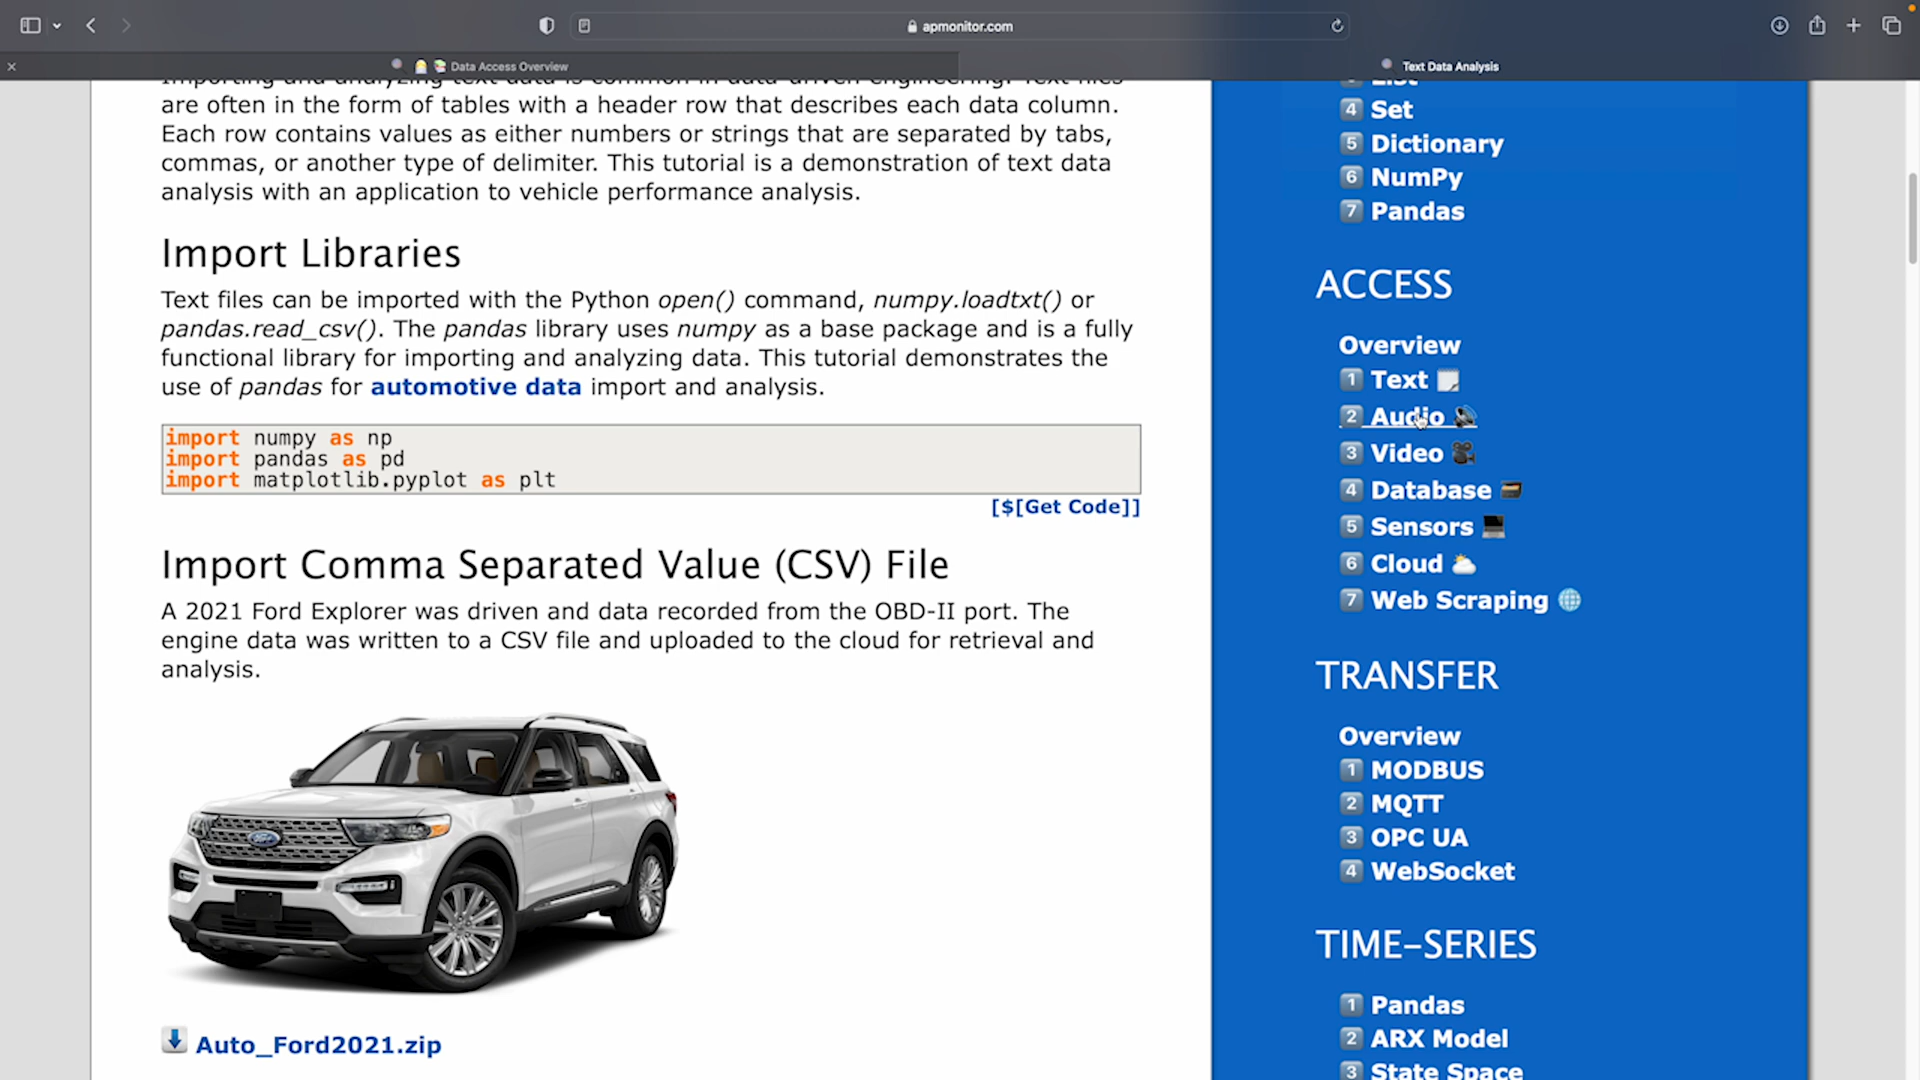 apmonitor.com
Data Access Overview
Text Data Analysis
Importing and analyzing text data is common in data-driven engineering. Text files
are often in the form of tables with a header row that describes each data column.
Each row contains values as either numbers or strings that are separated by tabs,
commas, or another type of delimiter. This tutorial is a demonstration of text data
analysis with an application to vehicle performance analysis.
Import Libraries
Text files can be imported with the Python open() command, numpy.loadtxt() or
pandas.read_csv(). The pandas library uses numpy as a base package and is a fully
functional library for importing and analyzing data. This tutorial demonstrates the
use of pandas for automotive data import and analysis.
import numpy as np
import pandas as pd
import matplotlib.pyplot as plt
[$[Get Code]]
Import Comma Separated Value (CSV) File
A 2021 Ford Explorer was driven and data recorded from the OBD-II port. The
engine data was written to a CSV file and uploaded to the cloud for retrieval and
analysis.
Ford
Auto_Ford2021.zip
3 List
4 Set
5 Dictionary
6 NumPy
7 Pandas
ACCESS
Overview
1 Text
2 Audio
3 Video
4 Database
5 Sensors
6 Cloud
7 Web Scraping
TRANSFER
Overview
1 MODBUS
2 MQTT
3 OPC UA
4 WebSocket
TIME-SERIES
1 Pandas
2 ARX Model
3 State Space